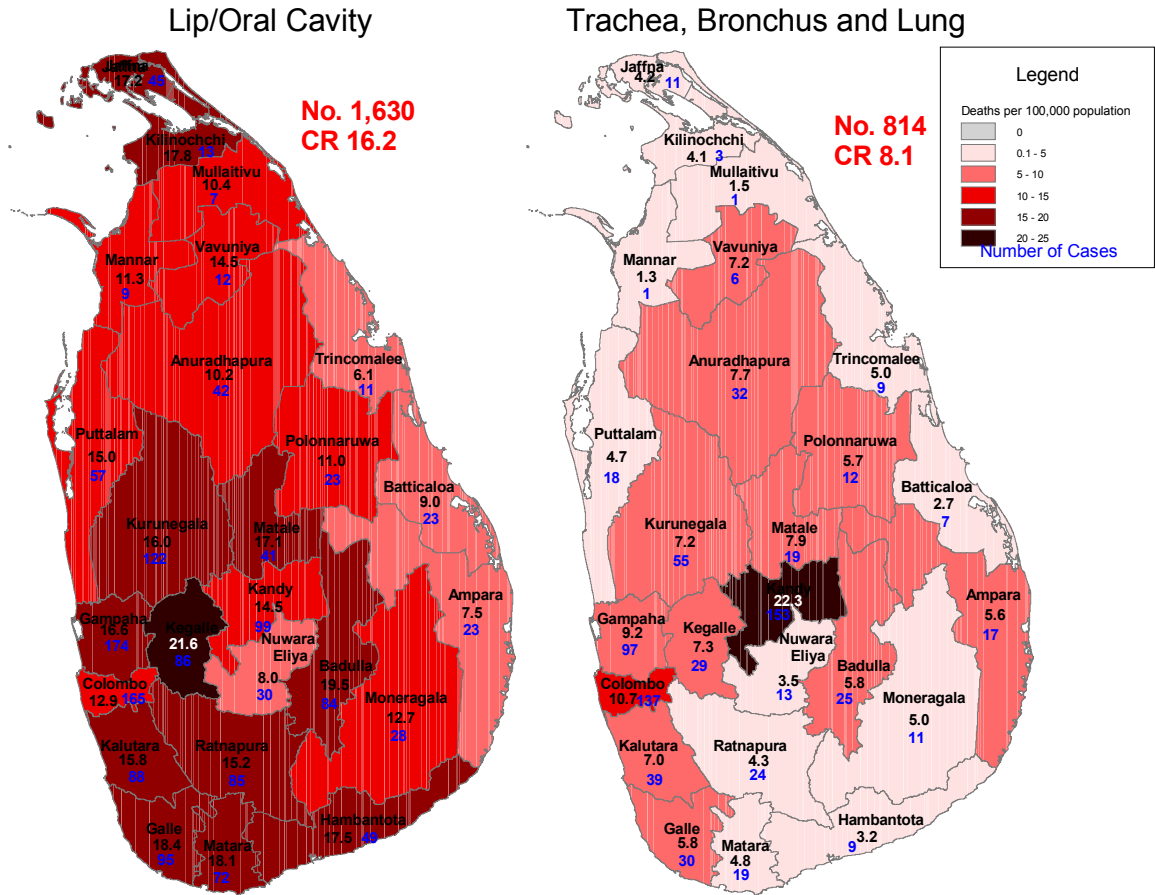 Lip/Oral Cavity
Trachea, Bronchus and Lung
No. 1,630
CR 16.2
Jaffna
17.2 45
Kilinochchi
17.8 13
Mullaitivu
10.4
7
Vavuniya
14.5
12
Mannar
11.3
9
Anuradhapura
10.2
42
Trincomalee
6.1
11
Puttalam
15.0
57
Polonnaruwa
11.0
23
Batticaloa
9.0
23
Kurunegala
16.0
122
Matale
17.1
41
Kandy
14.5
99
Ampara
7.5
23
Gampaha
16.6
174
Kegalle
21.6
86
Nuwara
Eliya
8.0
30
Badulla
19.5
84
Colombo
12.9 165
Moneragala
12.7
28
Kalutara
15.8
88
Ratnapura
15.2
85
Galle
18.4
95
Matara
18.1
72
Hambantota
17.5 49
No. 814
CR 8.1
Jaffna
4.2 11
Kilinochchi
4.1 3
Mullaitivu
1.5
1
Vavuniya
7.2
6
Mannar
1.3
1
Anuradhapura
7.7
32
Trincomalee
5.0
9
Puttalam
4.7
18
Polonnaruwa
5.7
12
Batticaloa
2.7
7
Kurunegala
7.2
55
Matale
7.9
19
22.3
153
Ampara
5.6
17
Gampaha
9.2
97
Kegalle
7.3
29
Nuwara
Eliya
3.5
13
Badulla
5.8
25
Colombo
10.7 137
Moneragala
5.0
11
Kalutara
7.0
39
Ratnapura
4.3
24
Galle
5.8
30
Matara
4.8
19
Hambantota
9 3.2
Legend
Deaths per 100,000 population
0
0.1 - 5
5 - 10
10 - 15
15 - 20
20 - 25
Number of Cases